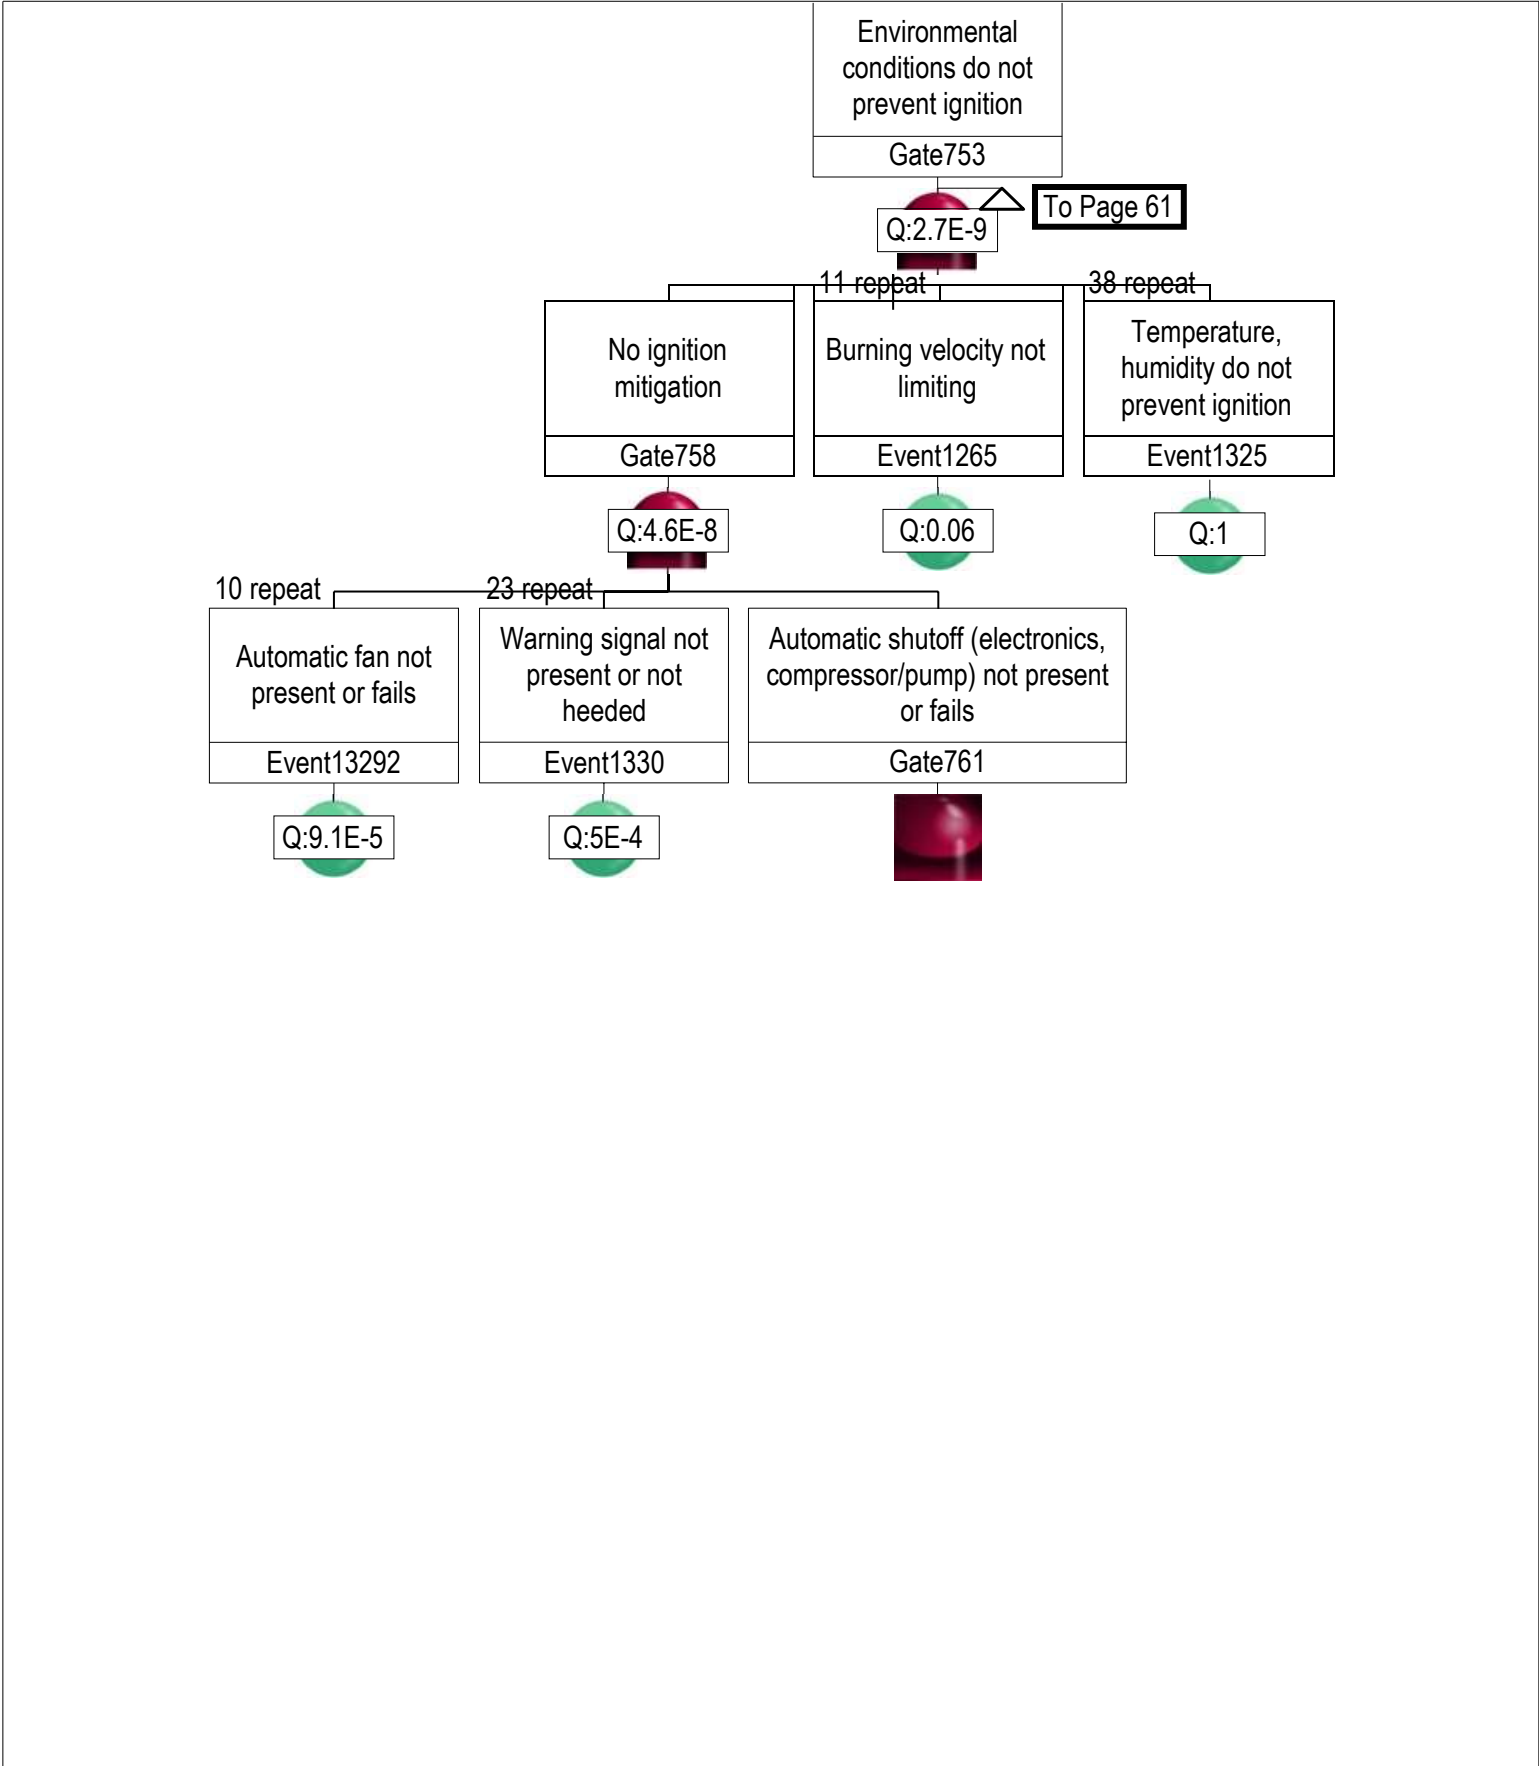 Environmental
conditions do not
prevent ignition
Gate753
To Page 61
Q:2.7E-9
11 repeat
38 repeat
No ignition
mitigation
Gate758
Q:4.6E-8
Burning velocity not
limiting
Event1265
Q:0.06
Temperature,
humidity do not
prevent ignition
Event1325
Q:1
10 repeat
23 repeat
Automatic fan not
present or fails
Event13292
Q:9.1E-5
Warning signal not
present or not
heeded
Event1330
Q:5E-4
Automatic shutoff (electronics,
compressor/pump) not present
or fails
Gate761